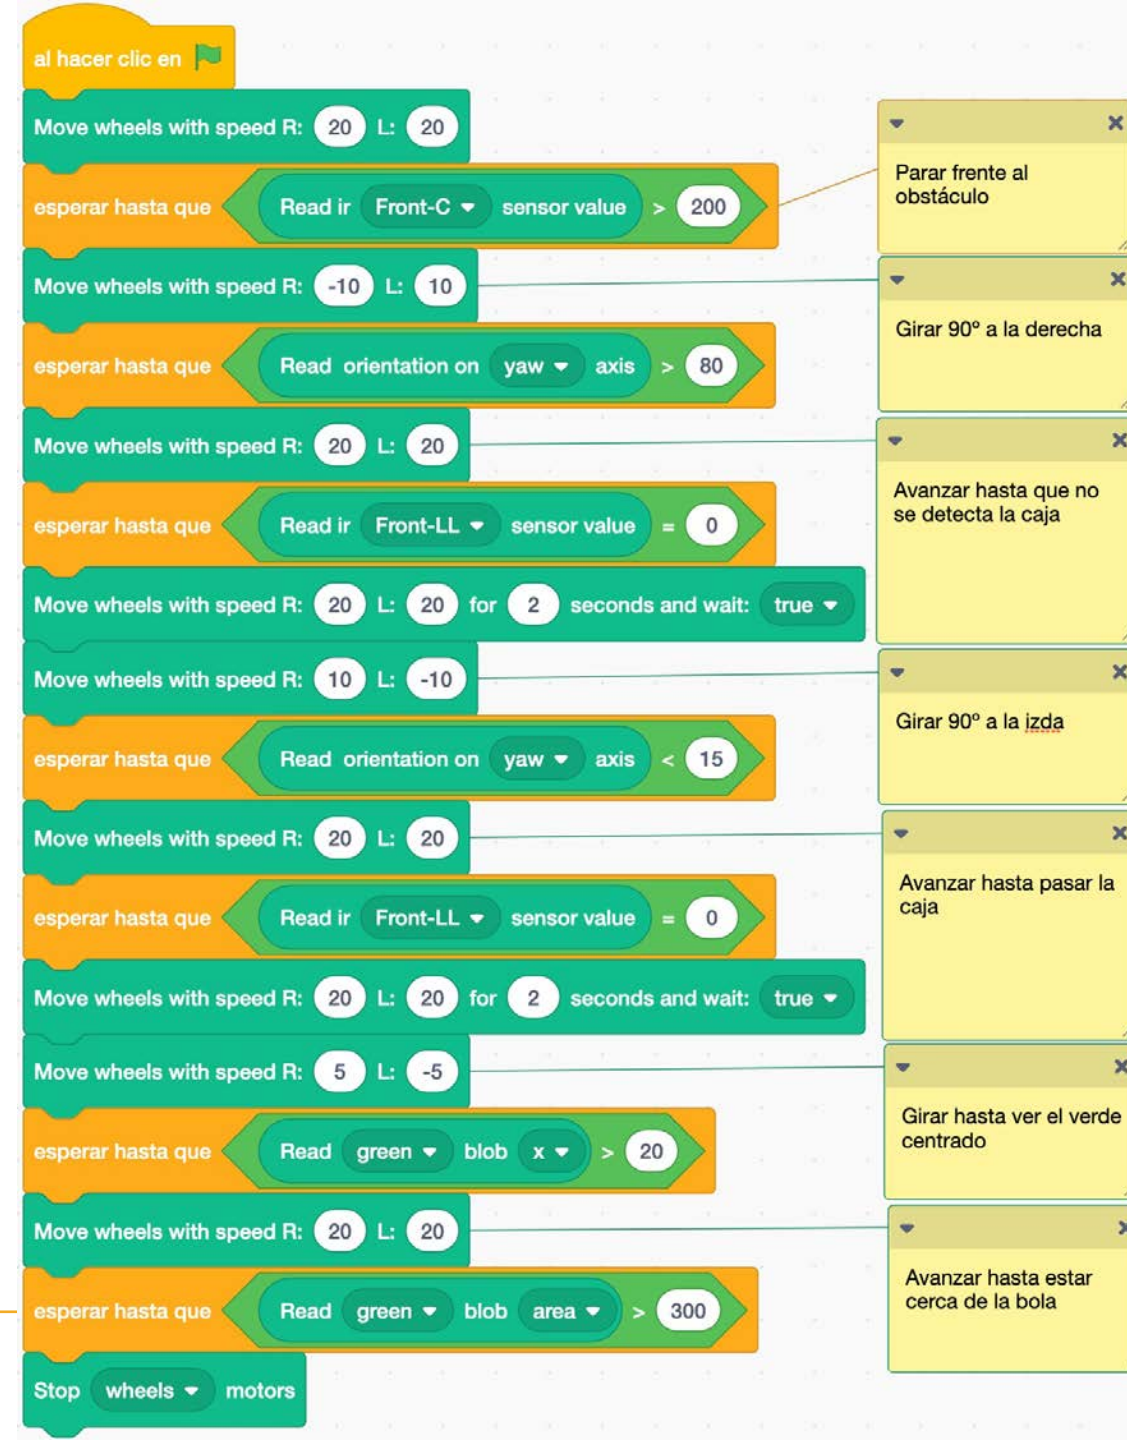 al hacer clic en
Move wheels with speed R: 20 L: 20
esperar hasta que Read ir Front-C sensor value > 200
Parar frente al
obstáculo
Move wheels with speed R: -10 L: 10
Girar 90º a la derecha
esperar hasta que Read orientation on yaw axis > 80
Move wheels with speed R: 20 L: 20
Avanzar hasta que no
se detecta la caja
esperar hasta que Read ir Front-LL sensor value = 0
Move wheels with speed R: 20 L: 20 for 2 seconds and wait: true
Move wheels with speed R: 10 L: -10
Girar 90º a la izda
esperar hasta que Read orientation on yaw axis < 15
Move wheels with speed R: 20 L: 20
Avanzar hasta pasar la
caja
esperar hasta que Read ir Front-LL sensor value = 0
Move wheels with speed R: 20 L: 20 for 2 seconds and wait: true
Move wheels with speed R: 5 L: -5
Girar hasta ver el verde
centrado
esperar hasta que Read green blob x > 20
Move wheels with speed R: 20 L: 20
Avanzar hasta estar
cerca de la bola
esperar hasta que Read green blob area > 300
Stop wheels motors